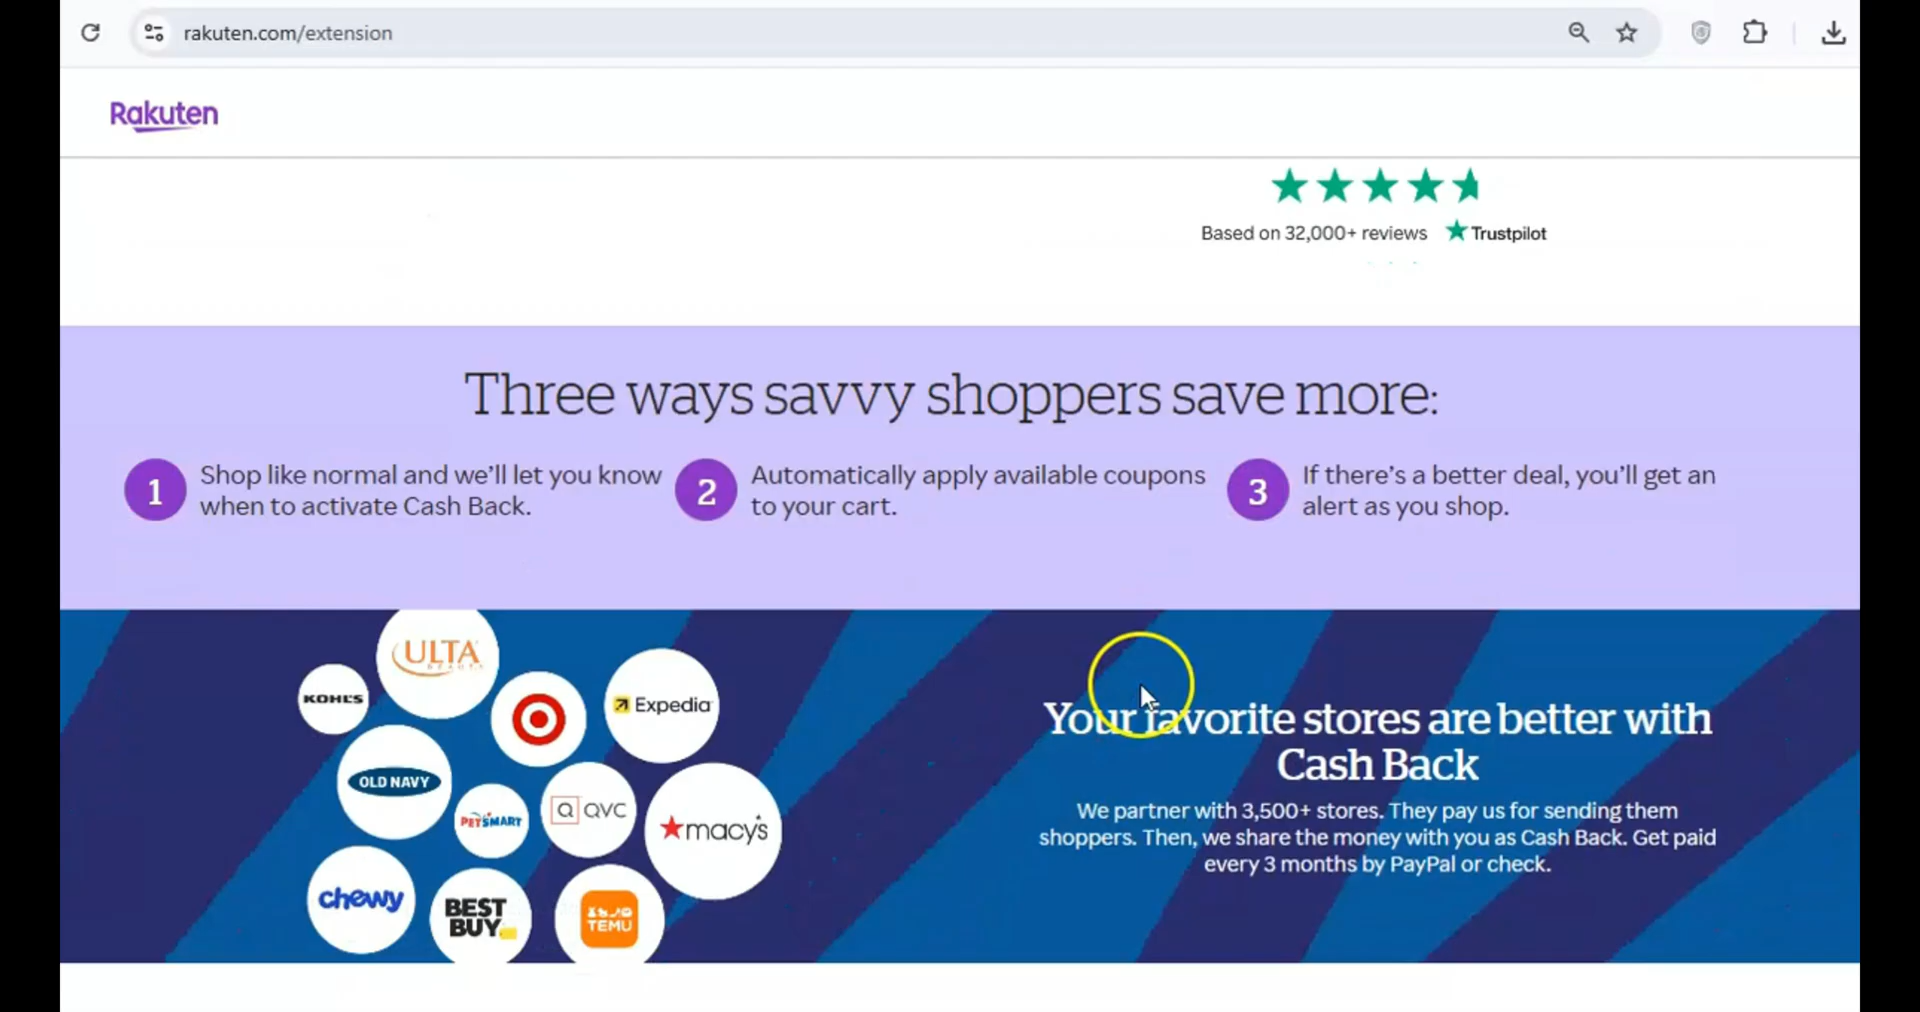 rakuten.com/extension
Rakuten
Based on 32,000+ reviews Trustpilot
Three ways savvy shoppers save more:
1 Shop like normal and we'll let you know
when to activate Cash Back.
2 Automatically apply available coupons
to your cart.
3 If there's a better deal, you'll get an
alert as you shop.
ULTA
BEAUTY
KOHL'S
Expedia
OLD NAVY
PETSMART
Q QVC
macy's
chewy
BEST
BUY
TEMU
Your favorite stores are better with
Cash Back
We partner with 3,500+ stores. They pay us for sending them
shoppers. Then, we share the money with you as Cash Back. Get paid
every 3 months by PayPal or check.